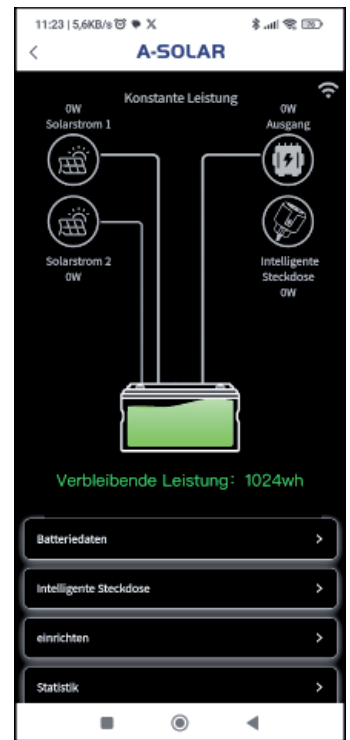 11:23 | 5,6KB/s
A-SOLAR
Konstante Leistung
0W
Solarstrom 1
0W
Ausgang
Solarstrom 2
0W
Intelligente
Steckdose
0W
Verbleibende Leistung: 1024wh
Batteriedaten
Intelligente Steckdose
einrichten
Statistik